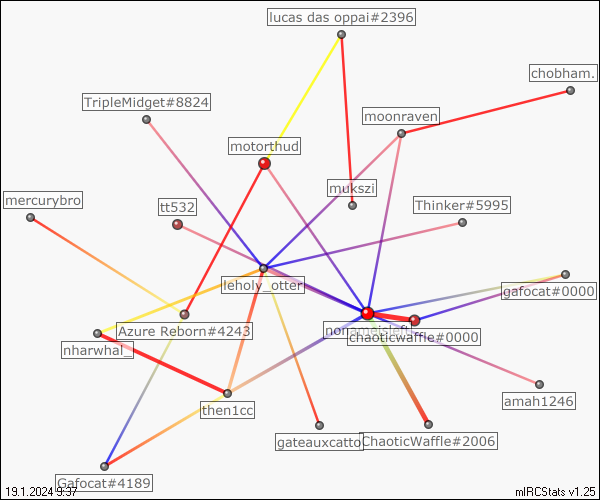 lucas das oppai#2396
chobham.
TripleMidget#8824
moonraven
motorthud
mukszi
mercurybro
tt532
Thinker#5995
leholy_otter
gafocat#0000
Azure Reborn#4243
nonameisleft
chaoticwaffle#0000
nharwhal_
then1cc
amah1246
gateauxcatto
ChaoticWaffle#2006
Gafocat#4189
19.1.2024 9:37
mIRCStats v1.25